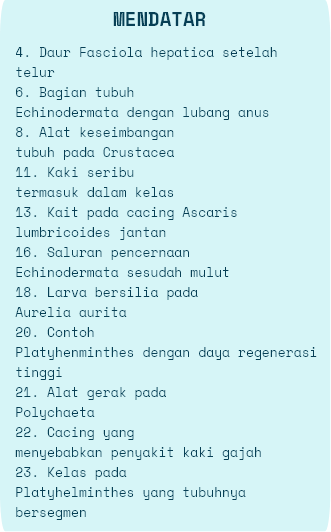 MENDATAR
4. Daur Fasciola hepatica setelah
telur
6. Bagian tubuh
Echinodermata dengan lubang anus
8. Alat keseimbangan
tubuh pada Crustacea
11. Kaki seribu
termasuk dalam kelas
13. Kait pada cacing Ascaris
lumbricoides jantan
16. Saluran pencernaan
Echinodermata sesudah mulut
18. Larva bersilia pada
Aurelia aurita
20. Contoh
Platyhenminthes dengan daya regenerasi
tinggi
21. Alat gerak pada
Polychaeta
22. Cacing yang
menyebabkan penyakit kaki gajah
23. Kelas pada
Platyhelminthes yang tubuhnya
bersegmen